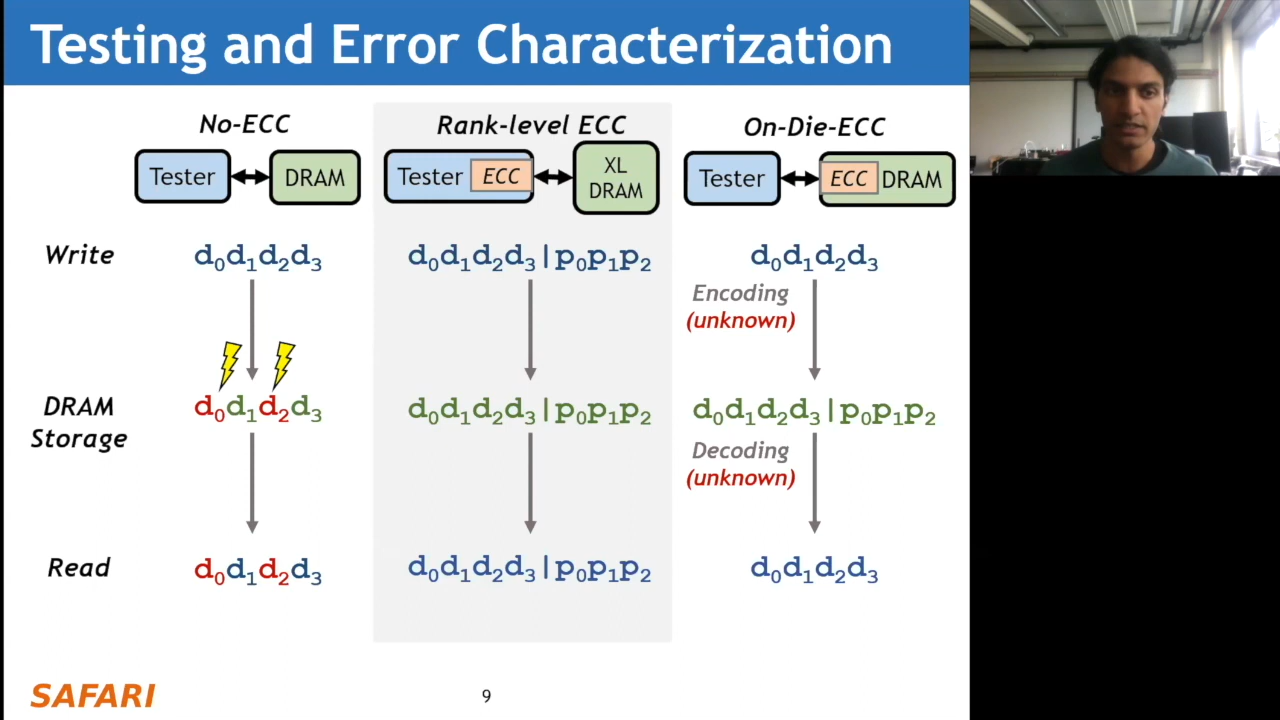 Testing and Error Characterization
No-ECC
Rank-level ECC
On-Die-ECC
Tester
DRAM
Tester
ECC
XL
DRAM
Tester
ECC
DRAM
Write
d₀d₁d₂d₃
d₀d₁d₂d₃|p₀p₁p₂
d₀d₁d₂d₃
Encoding
(unknown)
DRAM
Storage
d₀d₁d₂d₃
d₀d₁d₂d₃|p₀p₁p₂
d₀d₁d₂d₃|p₀p₁p₂
Decoding
(unknown)
Read
d₀d₁d₂d₃
d₀d₁d₂d₃|p₀p₁p₂
d₀d₁d₂d₃
SAFARI
9